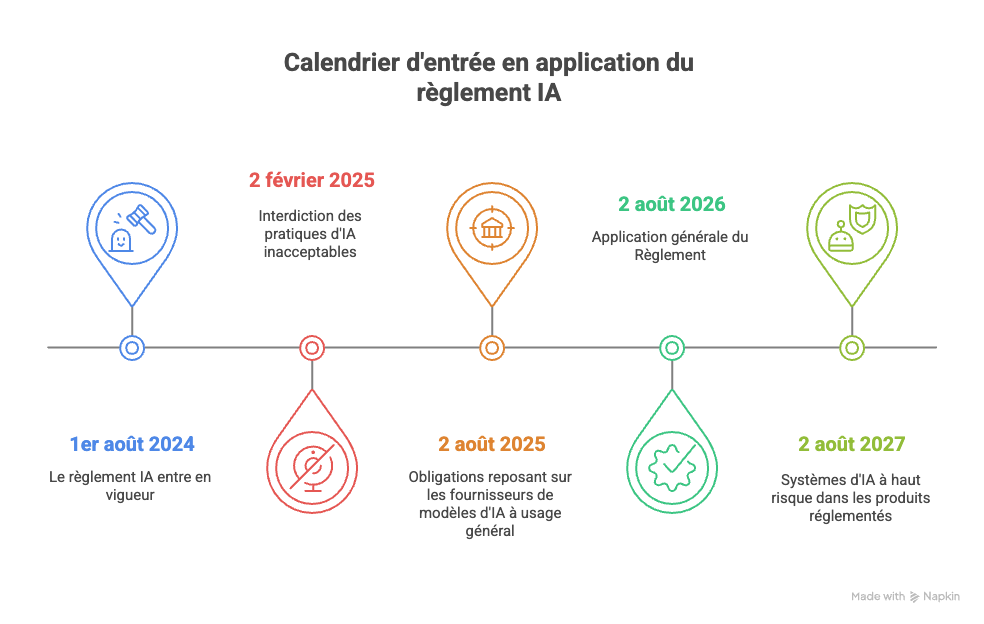 Calendrier d'entrée en application du
règlement IA
1er août 2024
Le règlement IA entre en
vigueur
2 février 2025
Interdiction des
pratiques d'IA
inacceptables
2 août 2025
Obligations reposant sur
les fournisseurs de
modèles d'IA à usage
général
2 août 2026
Application générale du
Règlement
2 août 2027
Systèmes d'IA à haut
risque dans les produits
réglementés
Made with Napkin